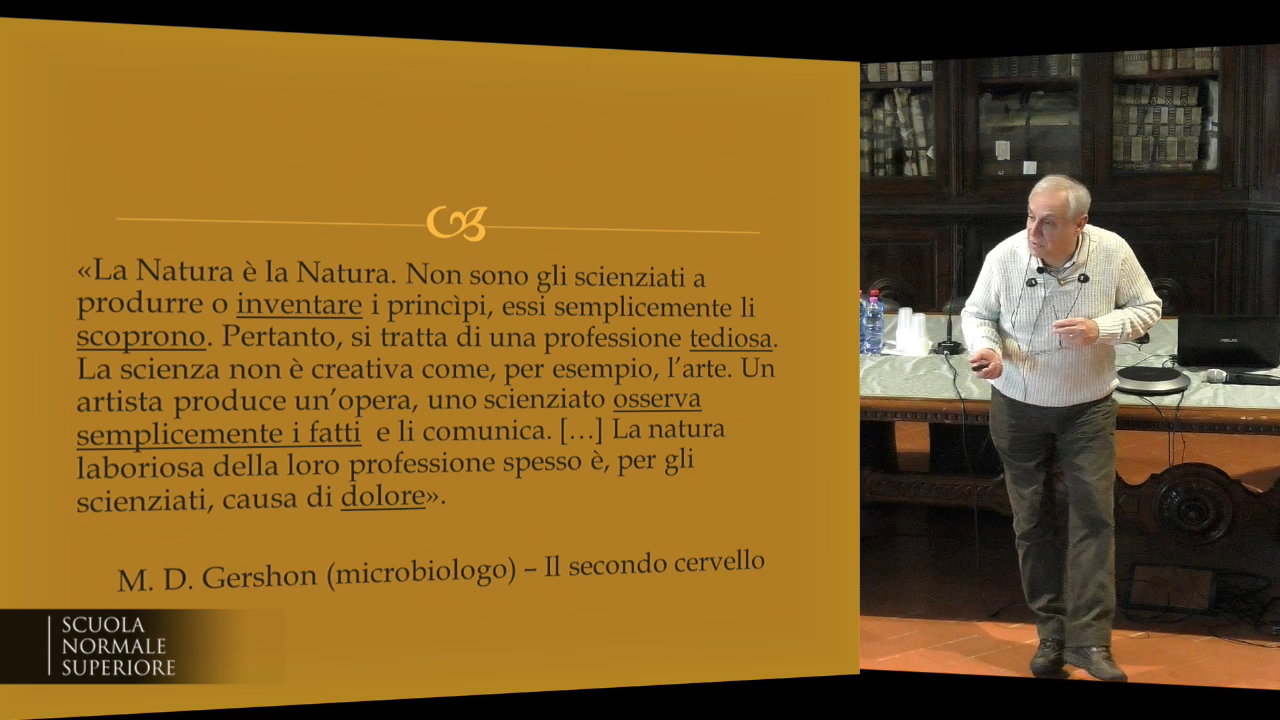 «La Natura è la Natura. Non sono gli scienziati a
produrre o inventare i princìpi, essi semplicemente li
scoprono. Pertanto, si tratta di una professione tediosa.
La scienza non è creativa come, per esempio, l'arte. Un
artista produce un'opera, uno scienziato osserva
semplicemente i fatti e li comunica. […] La natura
laboriosa della loro professione spesso è, per gli
scienziati, causa di dolore».
M. D. Gershon (microbiologo) – Il secondo cervello
SCUOLA
NORMALE
SUPERIORE
ASUS